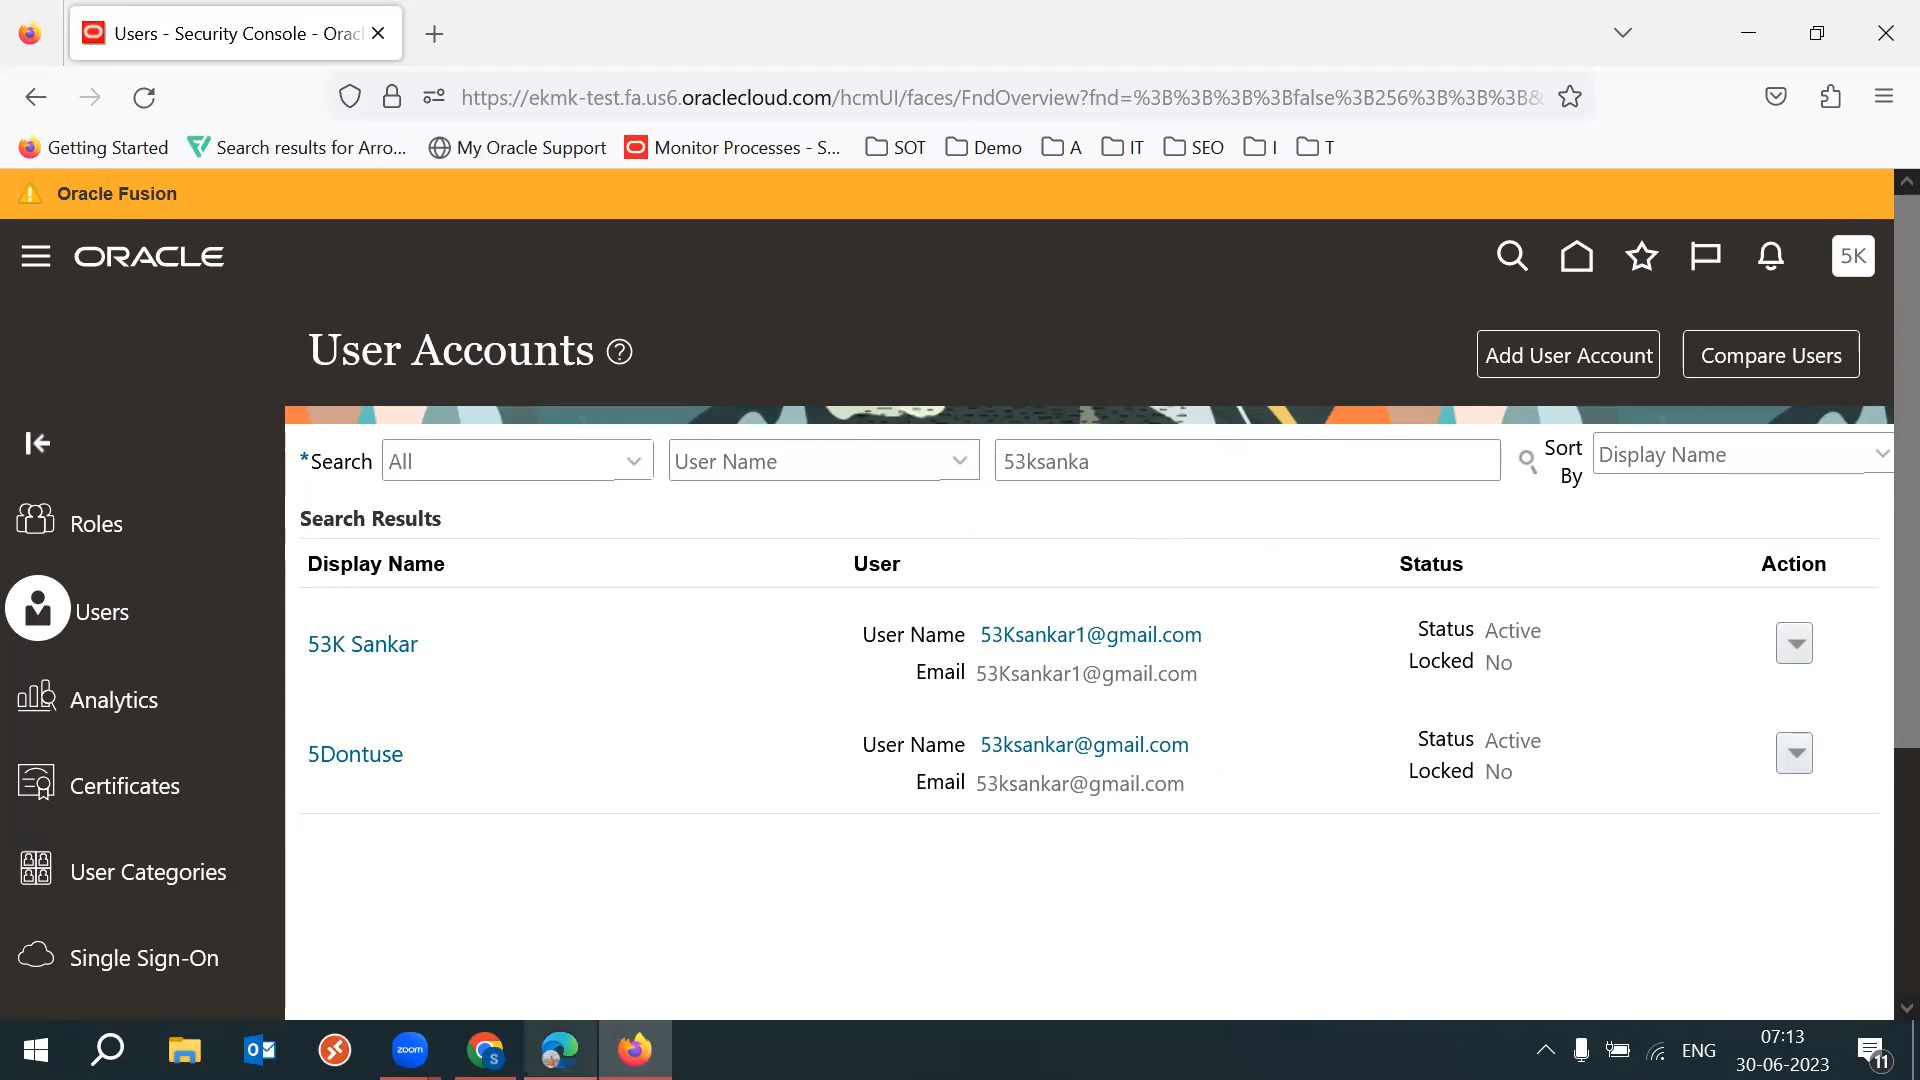 Users - Security Console - Orac
https://ekmk-test.fa.us6.oraclecloud.com/hcmUI/faces/FndOverview?fnd=%3B%3B%3B%3Bfalse%3B256%3B%3B%3B&
Getting Started
Search results for Arro...
My Oracle Support
Monitor Processes - S...
SOT
Demo
A
IT
SEO
I
T
Oracle Fusion
ORACLE
5K
User Accounts
Add User Account
Compare Users
*Search
All
User Name
53ksanka
Sort By
Display Name
Search Results
Display Name
User
Status
Action
53K Sankar
User Name 53Ksankar1@gmail.com
Email 53Ksankar1@gmail.com
Status Active
Locked No
5Dontuse
User Name 53ksankar@gmail.com
Email 53ksankar@gmail.com
Status Active
Locked No
Roles
Users
Analytics
Certificates
User Categories
Single Sign-On
zoom
S
ENG
07:13
30-06-2023
11